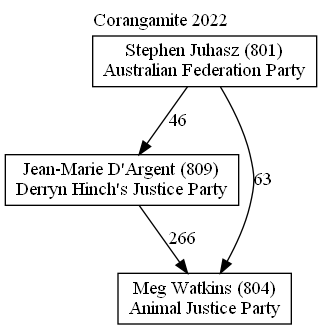 Corangamite 2022
Stephen Juhasz (801)
Australian Federation Party
46
Jean-Marie D'Argent (809)
Derryn Hinch's Justice Party
63
266
Meg Watkins (804)
Animal Justice Party